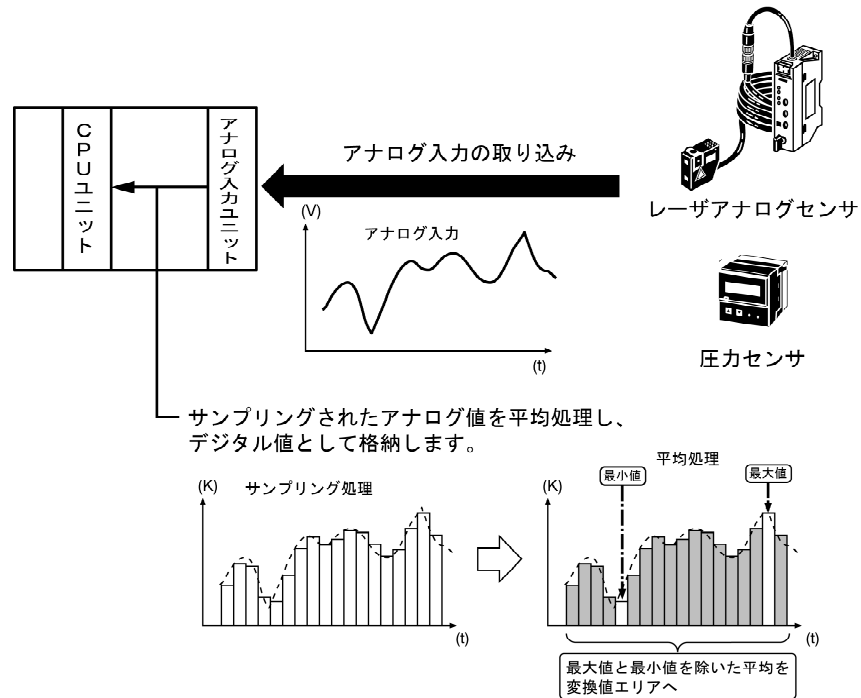 CPUユニット
アナログ入力ユニット
アナログ入力の取り込み
レーザアナログセンサ
(V)
アナログ入力
(t)
圧力センサ
サンプリングされたアナログ値を平均処理し、
デジタル値として格納します。
(K)
サンプリング処理
(t)
平均処理
(K)
最小値
最大値
(t)
最大値と最小値を除いた平均を
変換値エリアへ